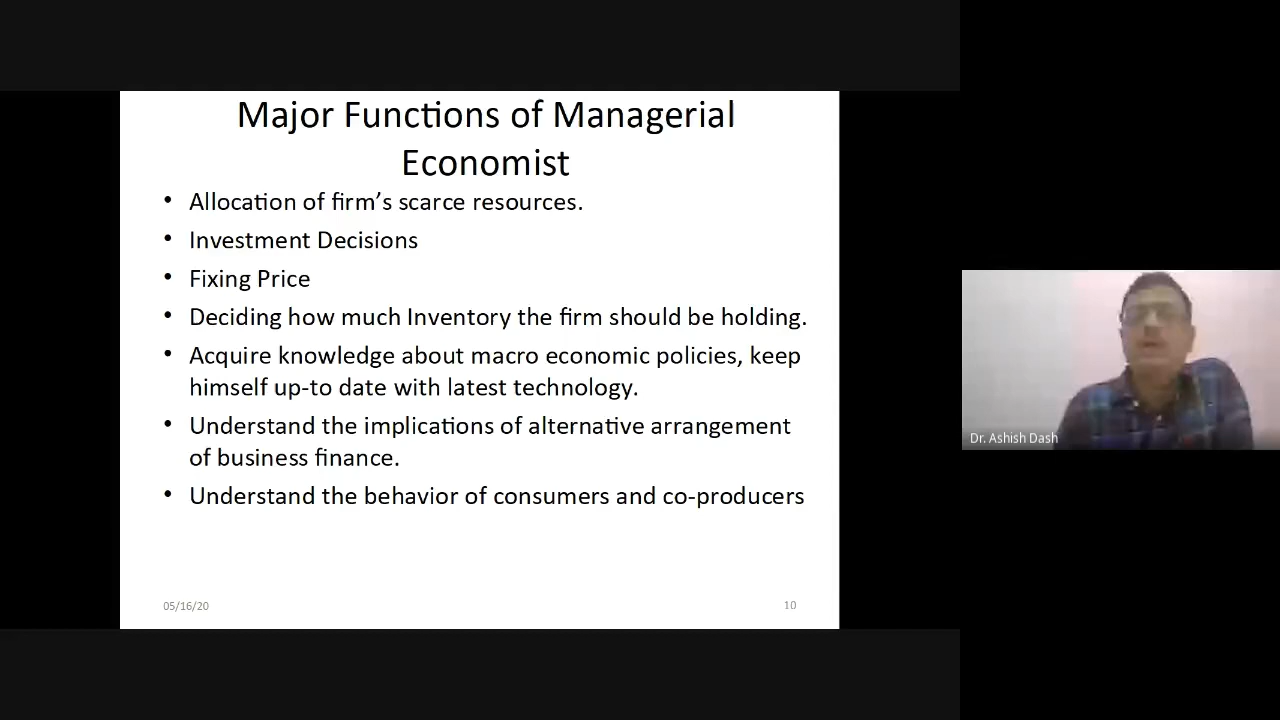 Major Functions of Managerial
Economist
• Allocation of firm’s scarce resources.
• Investment Decisions
• Fixing Price
• Deciding how much Inventory the firm should be holding.
• Acquire knowledge about macro economic policies, keep
himself up-to date with latest technology.
• Understand the implications of alternative arrangement
of business finance.
• Understand the behavior of consumers and co-producers
05/16/20
10
Dr. Ashish Dash